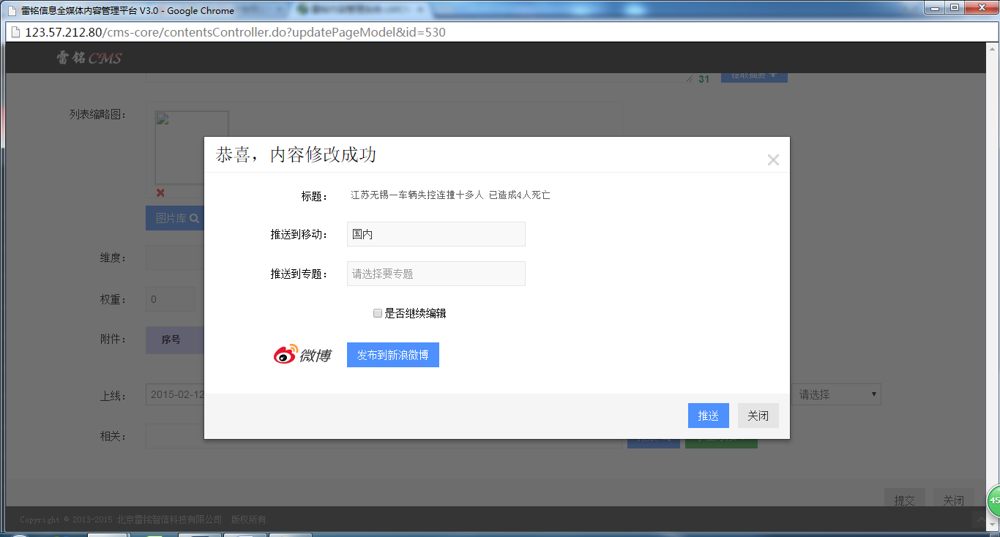 雷铭信息全媒体内容管理平台 V3.0 - Google Chrome
123.57.212.80/cms-core/contentsController.do?updatePageModel&id=530
雷铭CMS
31 提取摘要
列表缩略图：
恭喜，内容修改成功
标题： 江苏无锡一车辆失控连撞十多人 已造成4人死亡
图片库
推送到移动： 国内
维度：
推送到专题： 请选择要专题
权重： 0
是否继续编辑
附件： 序号
微博 发布到新浪微博
上线： 2015-02-12 请选择
推送 关闭
相关：
提交 关闭
45
Copyright © 2013-2015 北京雷铭智信科技有限公司 版权所有.